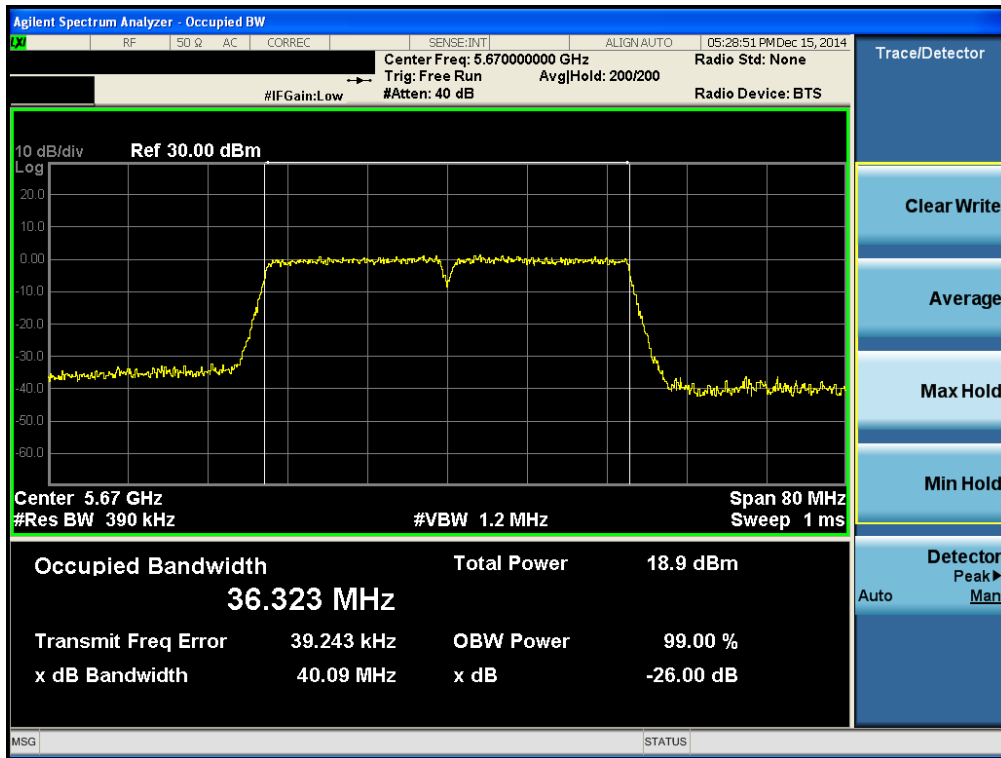 Agilent Spectrum Analyzer - Occupied BW
LXI RF 50 Ω AC CORREC SENSE:INT ALIGN AUTO 05:28:51 PM Dec 15, 2014
Center Freq: 5.670000000 GHz Radio Std: None
Trig: Free Run Avg|Hold: 200/200
#IFGain:Low #Atten: 40 dB Radio Device: BTS
10 dB/div Ref 30.00 dBm
Log
20.0
10.0
0.00
-10.0
-20.0
-30.0
-40.0
-50.0
-60.0
Center 5.67 GHz Span 80 MHz
#Res BW 390 kHz #VBW 1.2 MHz Sweep 1 ms
Occupied Bandwidth Total Power 18.9 dBm
36.323 MHz
Transmit Freq Error 39.243 kHz OBW Power 99.00 %
x dB Bandwidth 40.09 MHz x dB -26.00 dB
MSG STATUS
Trace/Detector
Clear Write
Average
Max Hold
Min Hold
Detector
Peak▶
Auto Man